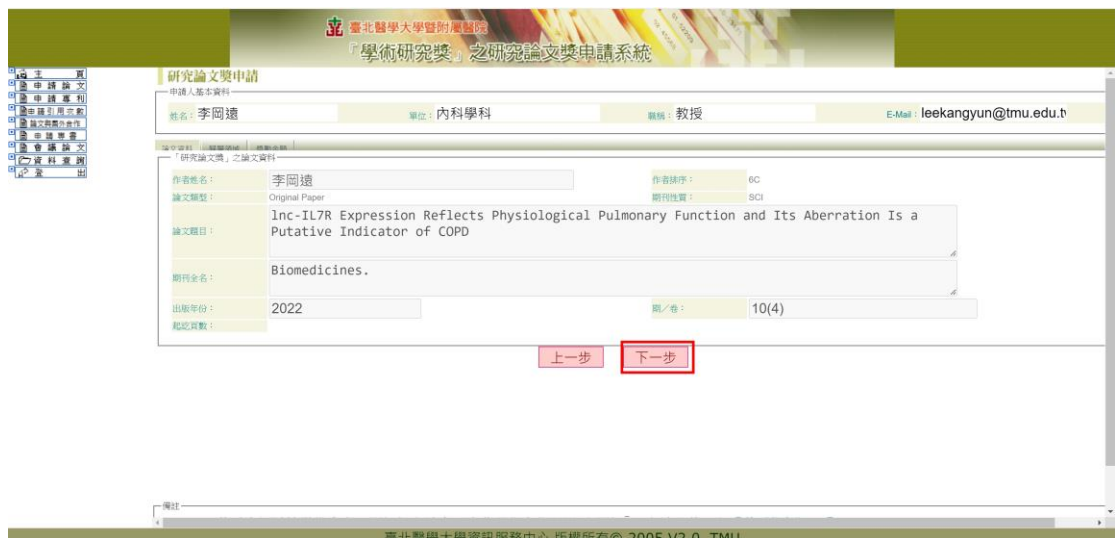 臺北醫學大學暨附屬醫院
『學術研究獎』之研究論文獎申請系統
主頁
申請論文
申請專利
申請引用次數
論文與國外合作
申請專書
會議論文
資料查詢
登出
研究論文獎申請
申請人基本資料
姓名： 李岡遠 單位： 內科學科 職稱： 教授 E-Mail： leekangyun@tmu.edu.tw
論文資料
「研究論文獎」之論文資料
作者姓名： 李岡遠 作者排序： 6C
論文類型： Original Paper 期刊性質： SCI
論文題目： lnc-IL7R Expression Reflects Physiological Pulmonary Function and Its Aberration Is a
Putative Indicator of COPD
期刊全名： Biomedicines.
出版年份： 2022 期／卷： 10(4)
起訖頁數：
上一步 下一步
備註
臺北醫學大學資訊服務中心 版權所有© 2005 V2.0 TMU